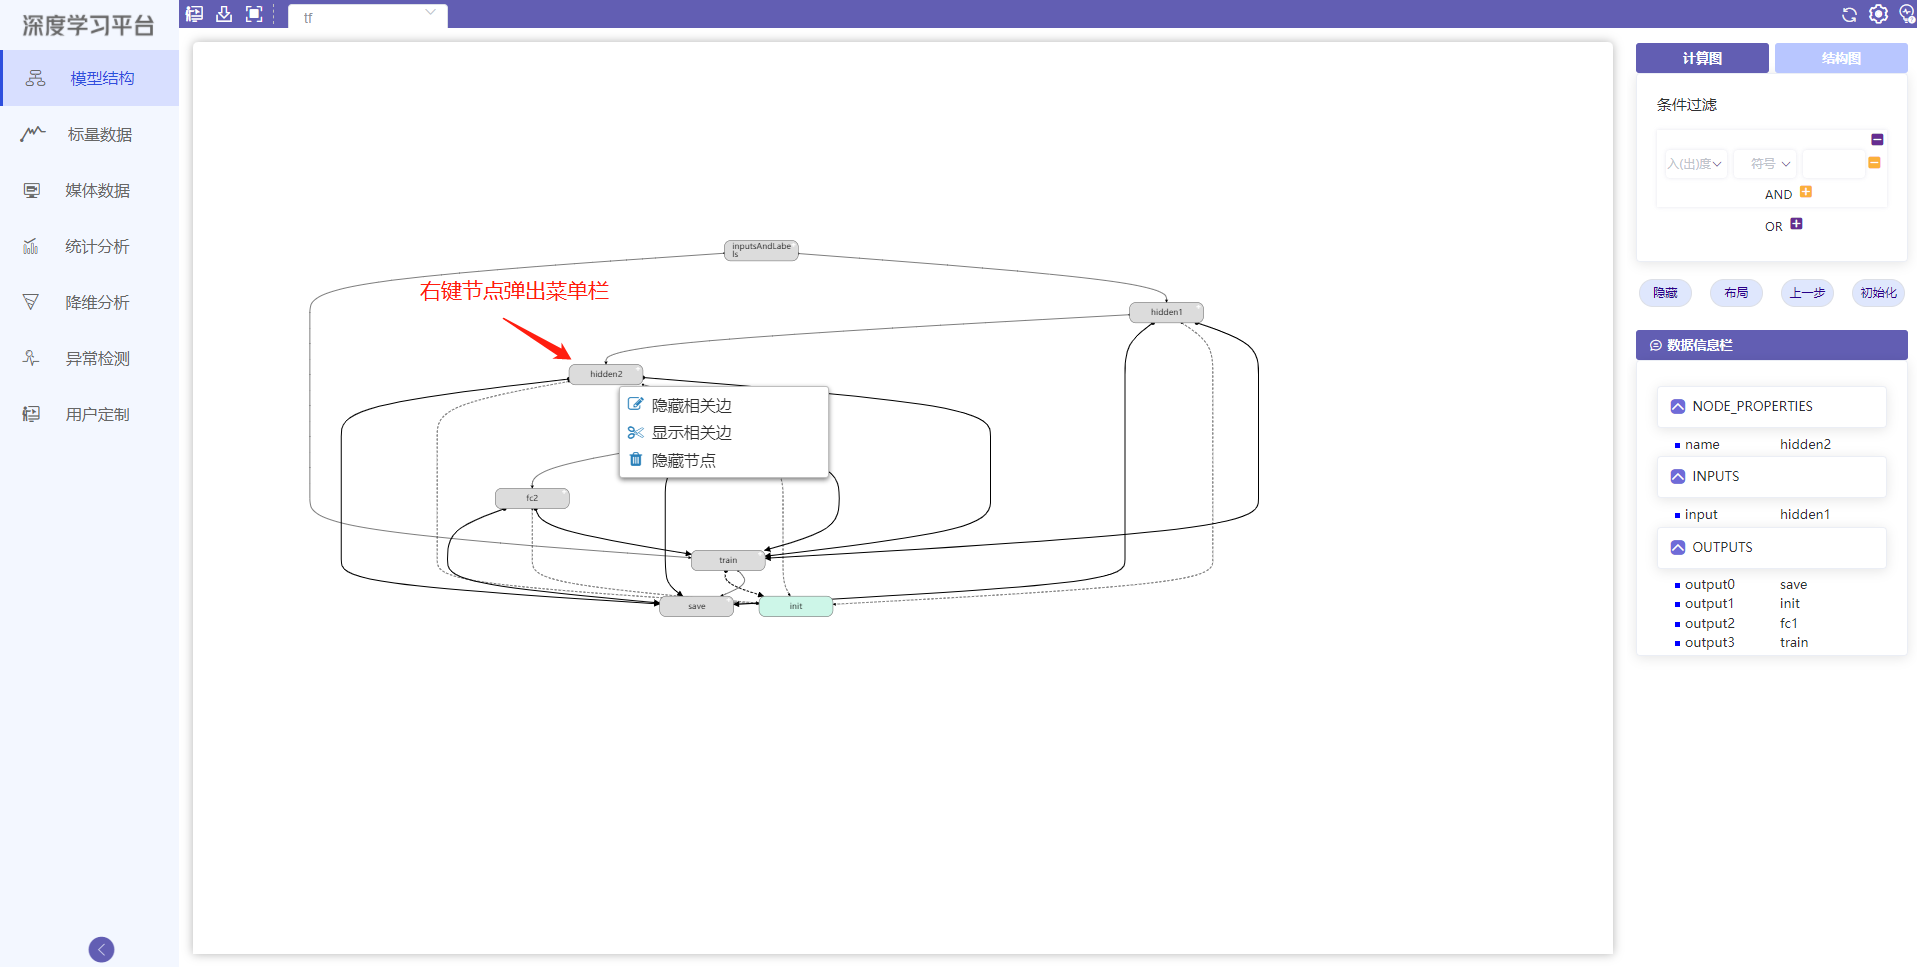 深度学习平台
tf
模型结构
标量数据
媒体数据
统计分析
降维分析
异常检测
用户定制
inputsAndLabe
ls
右键节点弹出菜单栏
hidden1
hidden2
隐藏相关边
显示相关边
隐藏节点
fc2
train
save
init
计算图
结构图
条件过滤
入(出)度
符号
AND
OR
隐藏
布局
上一步
初始化
数据信息栏
NODE_PROPERTIES
name hidden2
INPUTS
input hidden1
OUTPUTS
output0 save
output1 init
output2 fc1
output3 train